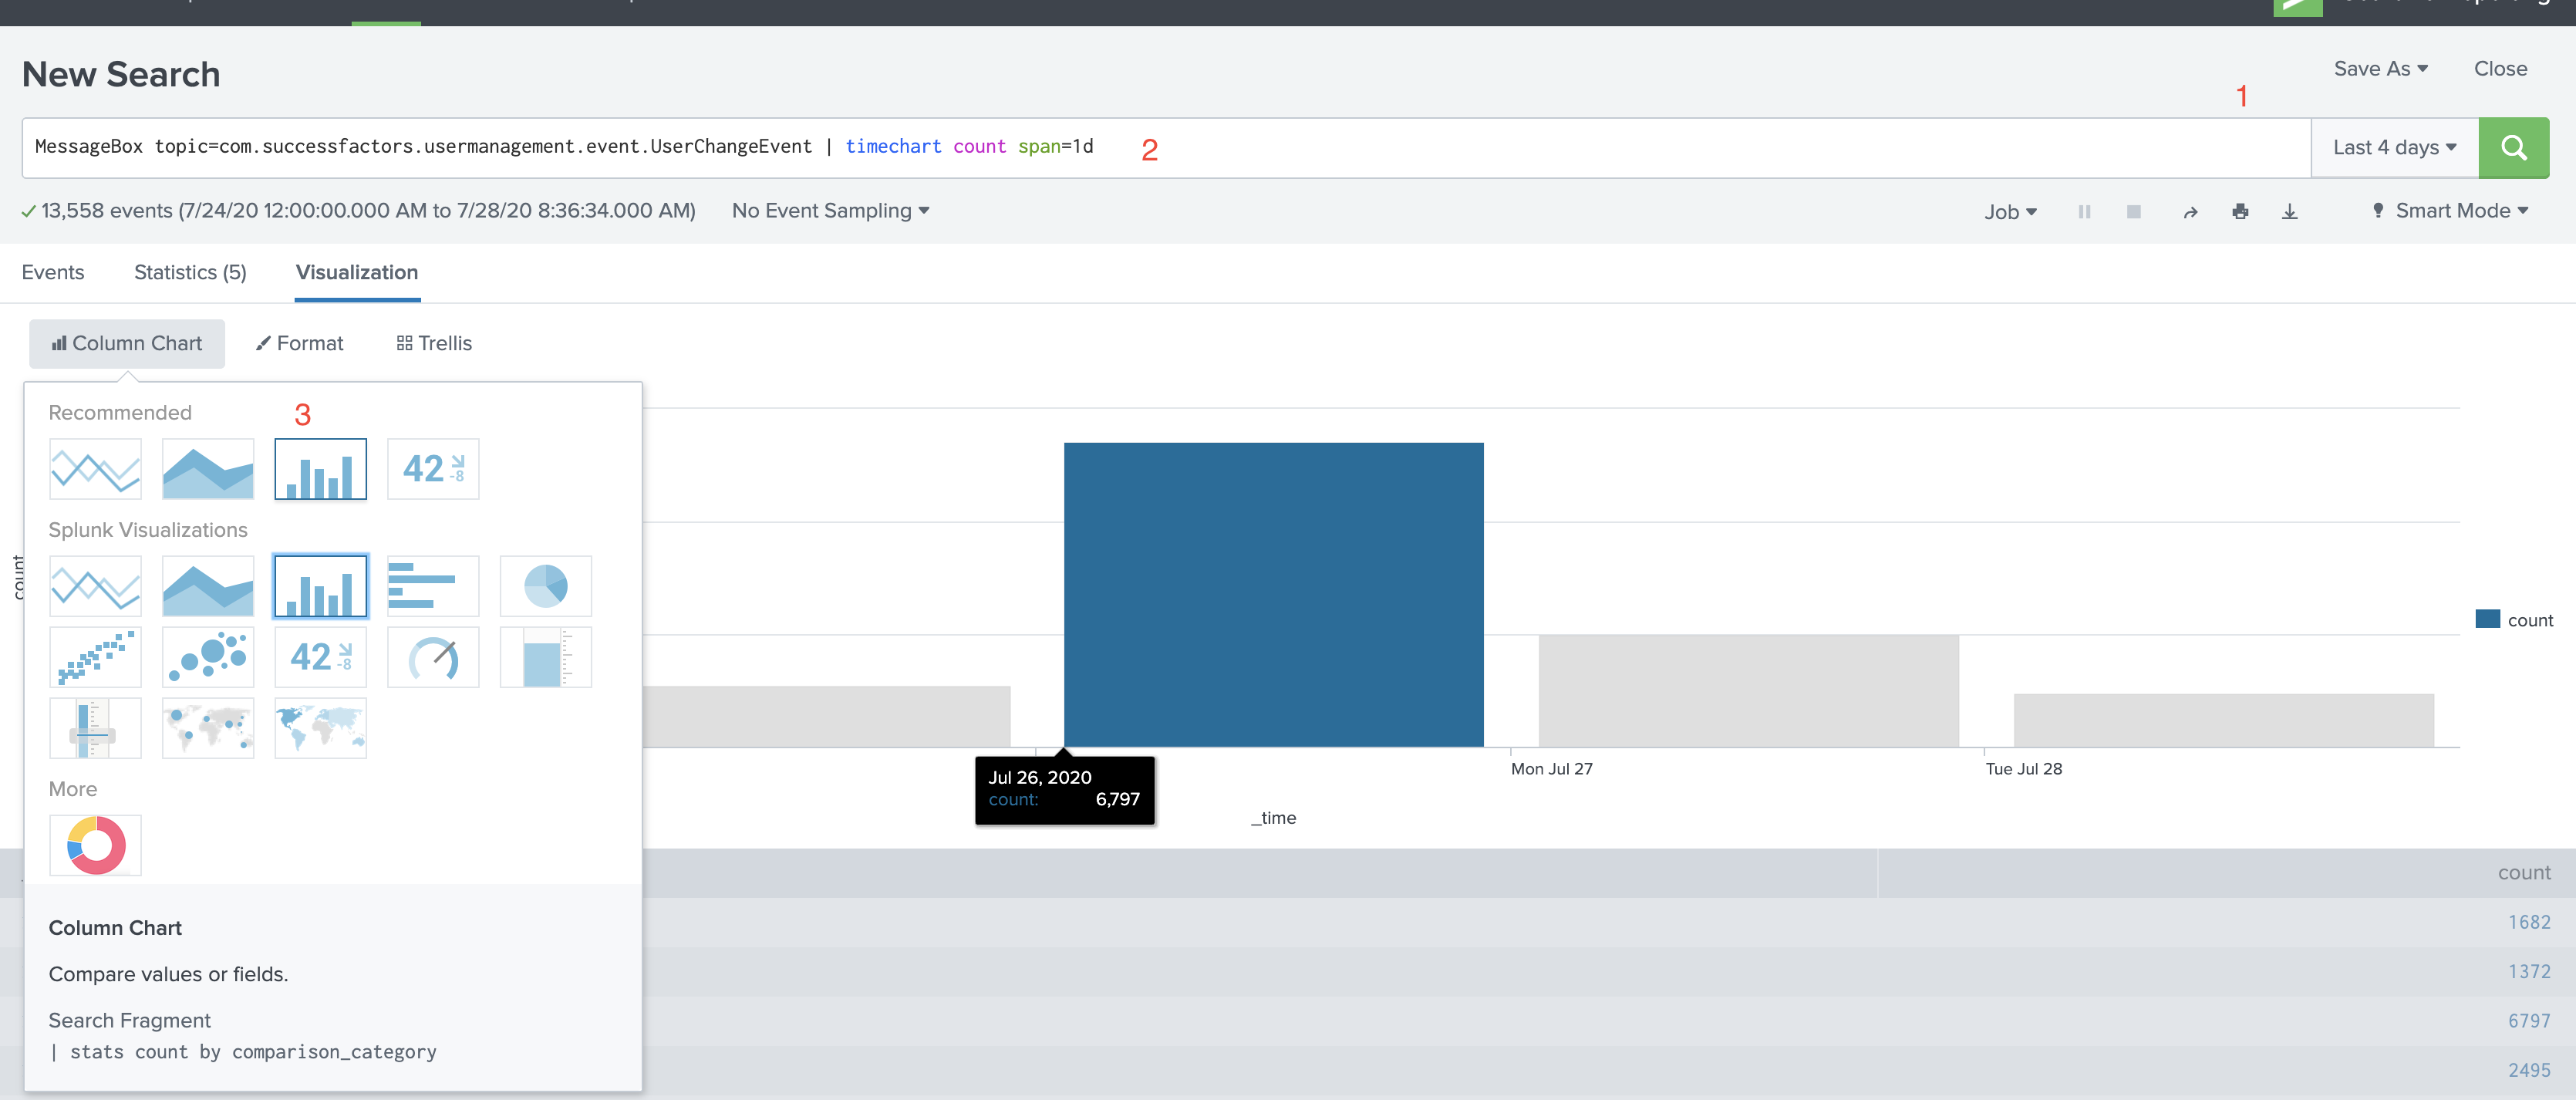 New Search
Save As
Close
1
MessageBox topic=com.successfactors.usermanagement.event.UserChangeEvent | timechart count span=1d
2
Last 4 days
13,558 events (7/24/20 12:00:00.000 AM to 7/28/20 8:36:34.000 AM)
No Event Sampling
Job
Smart Mode
Events
Statistics (5)
Visualization
Column Chart
Format
Trellis
Recommended
3
42
-8
Splunk Visualizations
42
-8
More
Column Chart
Compare values or fields.
Search Fragment
| stats count by comparison_category
count
count
Jul 26, 2020
count: 6,797
Mon Jul 27
Tue Jul 28
_time
count
1682
1372
6797
2495